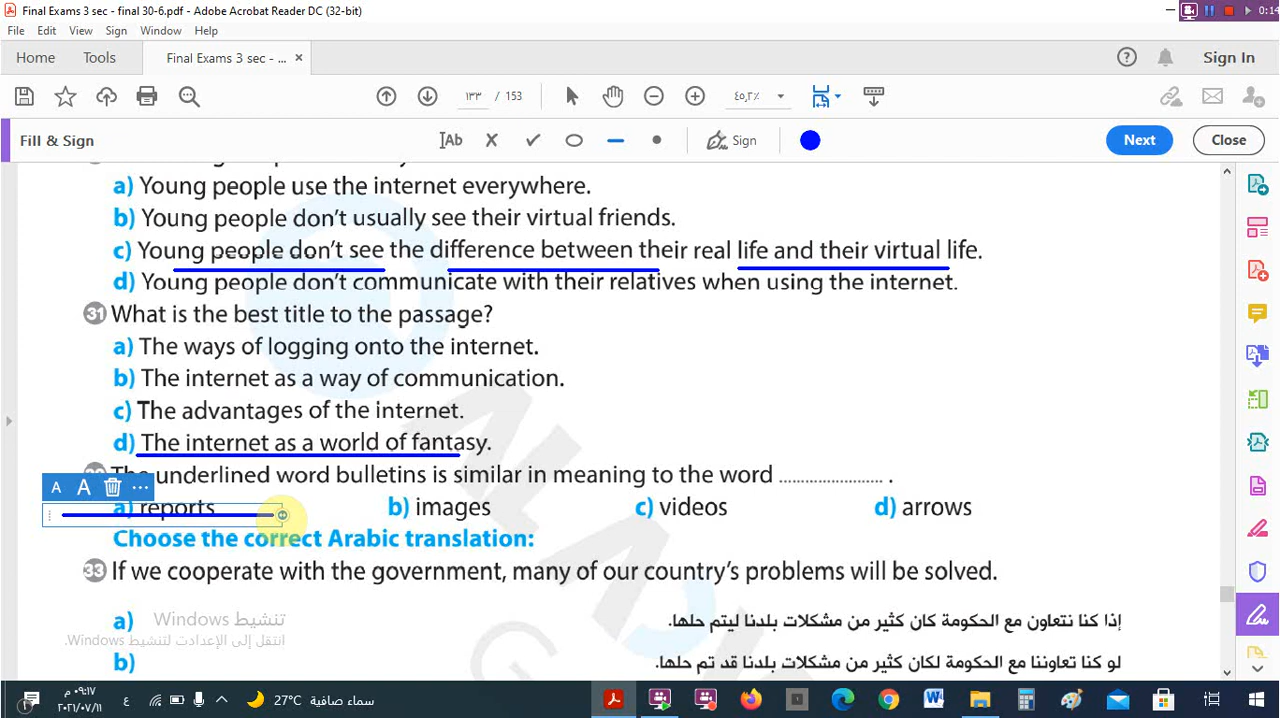 Final Exams 3 sec - final 30-6.pdf - Adobe Acrobat Reader DC (32-bit)
0:14
File Edit View Sign Window Help
Home Tools Final Exams 3 sec - ... × Sign In
١٣٣ / 153 ٤٥,٢٪
Fill & Sign Ab Sign Next Close
a) Young people use the internet everywhere.
b) Young people don't usually see their virtual friends.
c) Young people don't see the difference between their real life and their virtual life.
d) Young people don't communicate with their relatives when using the internet.
31 What is the best title to the passage?
a) The ways of logging onto the internet.
b) The internet as a way of communication.
c) The advantages of the internet.
d) The internet as a world of fantasy.
The underlined word bulletins is similar in meaning to the word ...................... .
A A ...
a) reports b) images c) videos d) arrows
Choose the correct Arabic translation:
33 If we cooperate with the government, many of our country's problems will be solved.
a) إذا كنا نتعاون مع الحكومة كان كثير من مشكلات بلدنا ليتم حلها.
تنشيط Windows
انتقل إلى الإعدادات لتنشيط Windows.
b) لو كنا تعاوننا مع الحكومة لكان كثير من مشكلات بلدنا قد تم حلها.
٠٩:١٧ م
٢٠٢١/٠٧/١١
ع
27°C سماء صافية